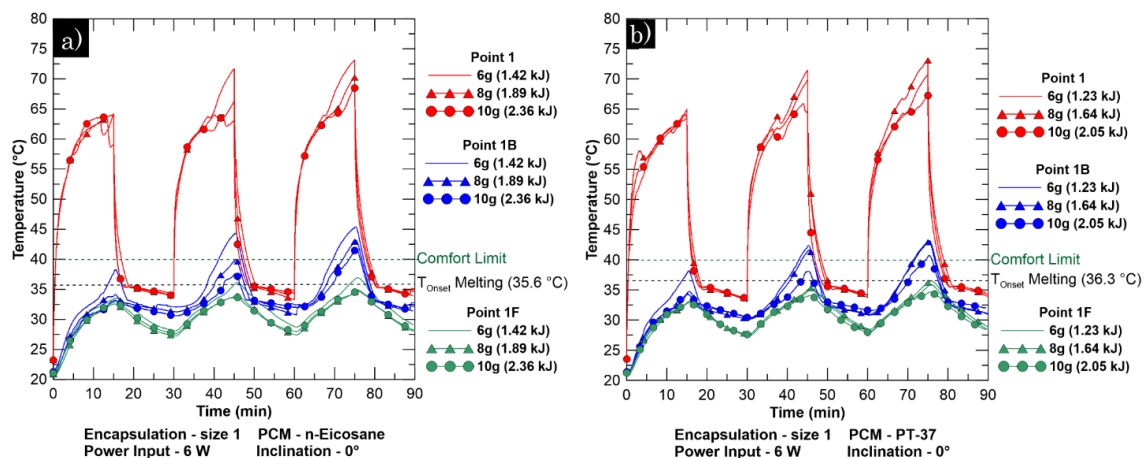 a)
Temperature (°C)
80
75
70
65
60
55
50
45
40
35
30
25
20
0 10 20 30 40 50 60 70 80 90
Time (min)
Point 1
6g (1.42 kJ)
8g (1.89 kJ)
10g (2.36 kJ)
Point 1B
6g (1.42 kJ)
8g (1.89 kJ)
10g (2.36 kJ)
Comfort Limit
TOnset Melting (35.6 °C)
Point 1F
6g (1.42 kJ)
8g (1.89 kJ)
10g (2.36 kJ)
Encapsulation - size 1 PCM - n-Eicosane
Power Input - 6 W Inclination - 0°
b)
Temperature (°C)
80
75
70
65
60
55
50
45
40
35
30
25
20
0 10 20 30 40 50 60 70 80 90
Time (min)
Point 1
6g (1.23 kJ)
8g (1.64 kJ)
10g (2.05 kJ)
Point 1B
6g (1.23 kJ)
8g (1.64 kJ)
10g (2.05 kJ)
Comfort Limit
TOnset Melting (36.3 °C)
Point 1F
6g (1.23 kJ)
8g (1.64 kJ)
10g (2.05 kJ)
Encapsulation - size 1 PCM - PT-37
Power Input - 6 W Inclination - 0°